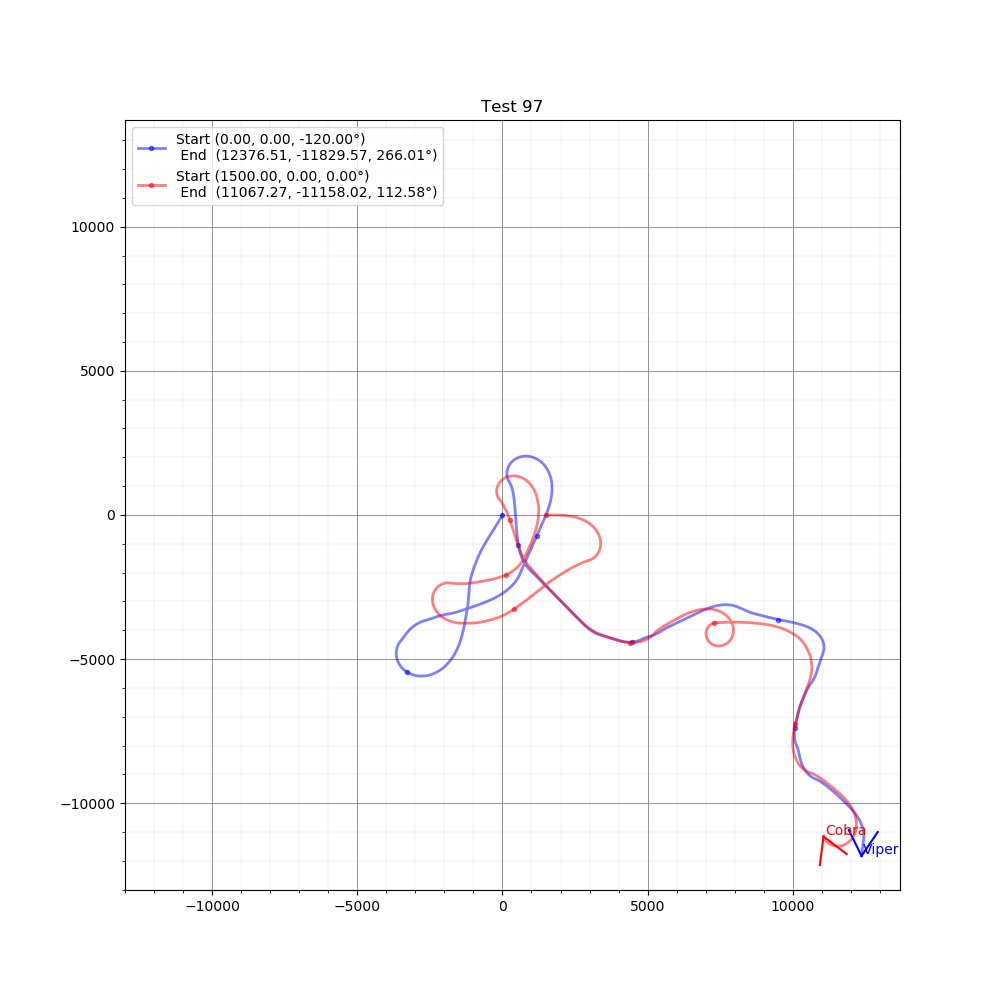 Test 97
Start (0.00, 0.00, -120.00°)
End  (12376.51, -11829.57, 266.01°)
Start (1500.00, 0.00, 0.00°)
End  (11067.27, -11158.02, 112.58°)
10000
5000
0
−5000
−10000
Cobra
Viper
−10000
−5000
0
5000
10000